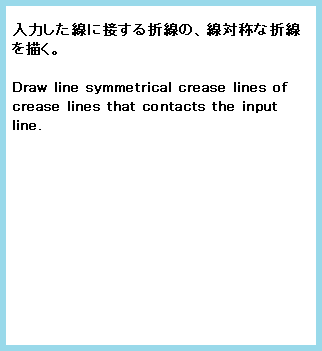 入力した線に接する折線の、線対称な折線
を描く。
Draw line symmetrical crease lines of
crease lines that contacts the input
line.